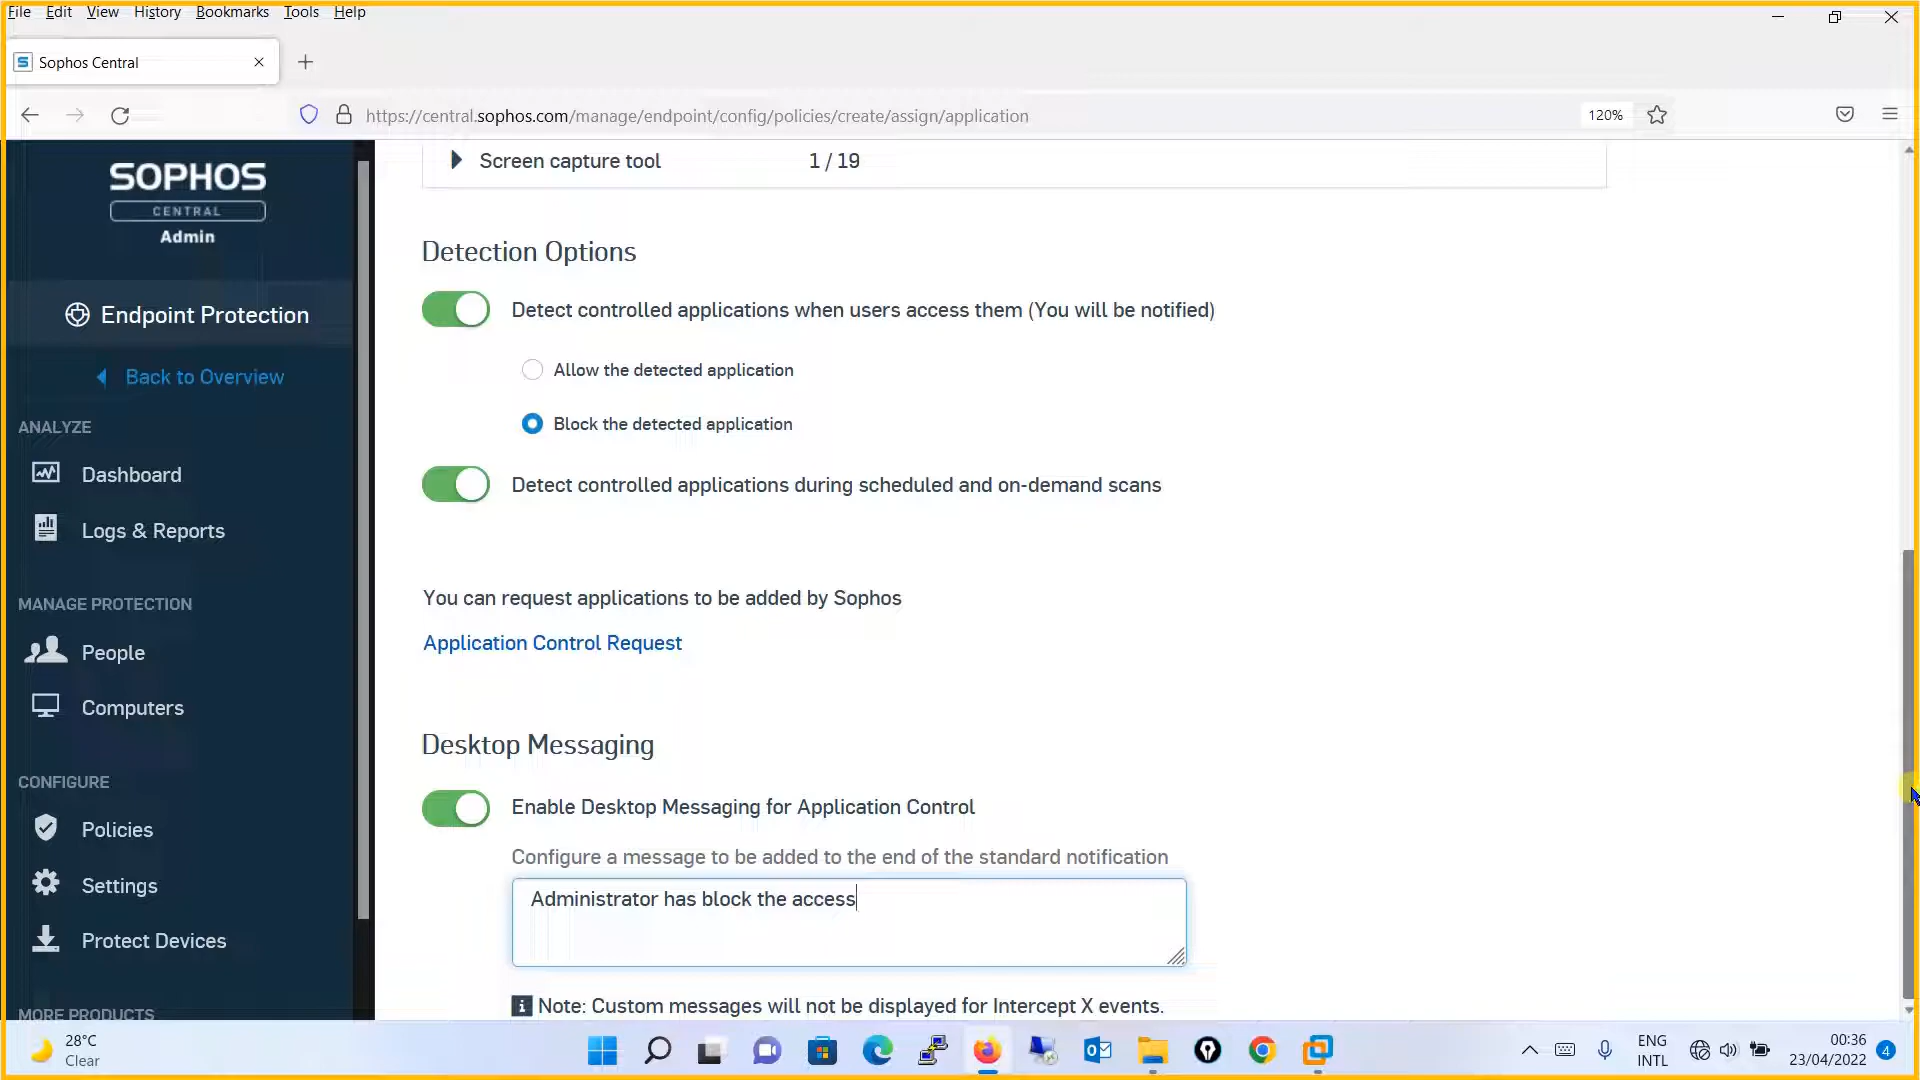 File Edit View History Bookmarks Tools Help
Sophos Central
https://central.sophos.com/manage/endpoint/config/policies/create/assign/application
120%
SOPHOS
CENTRAL
Admin
Endpoint Protection
Back to Overview
ANALYZE
Dashboard
Logs & Reports
MANAGE PROTECTION
People
Computers
CONFIGURE
Policies
Settings
Protect Devices
MORE PRODUCTS
Screen capture tool 1 / 19
Detection Options
Detect controlled applications when users access them (You will be notified)
Allow the detected application
Block the detected application
Detect controlled applications during scheduled and on-demand scans
You can request applications to be added by Sophos
Application Control Request
Desktop Messaging
Enable Desktop Messaging for Application Control
Configure a message to be added to the end of the standard notification
Administrator has block the access
Note: Custom messages will not be displayed for Intercept X events.
28°C
Clear
ENG
INTL
00:36
23/04/2022
4